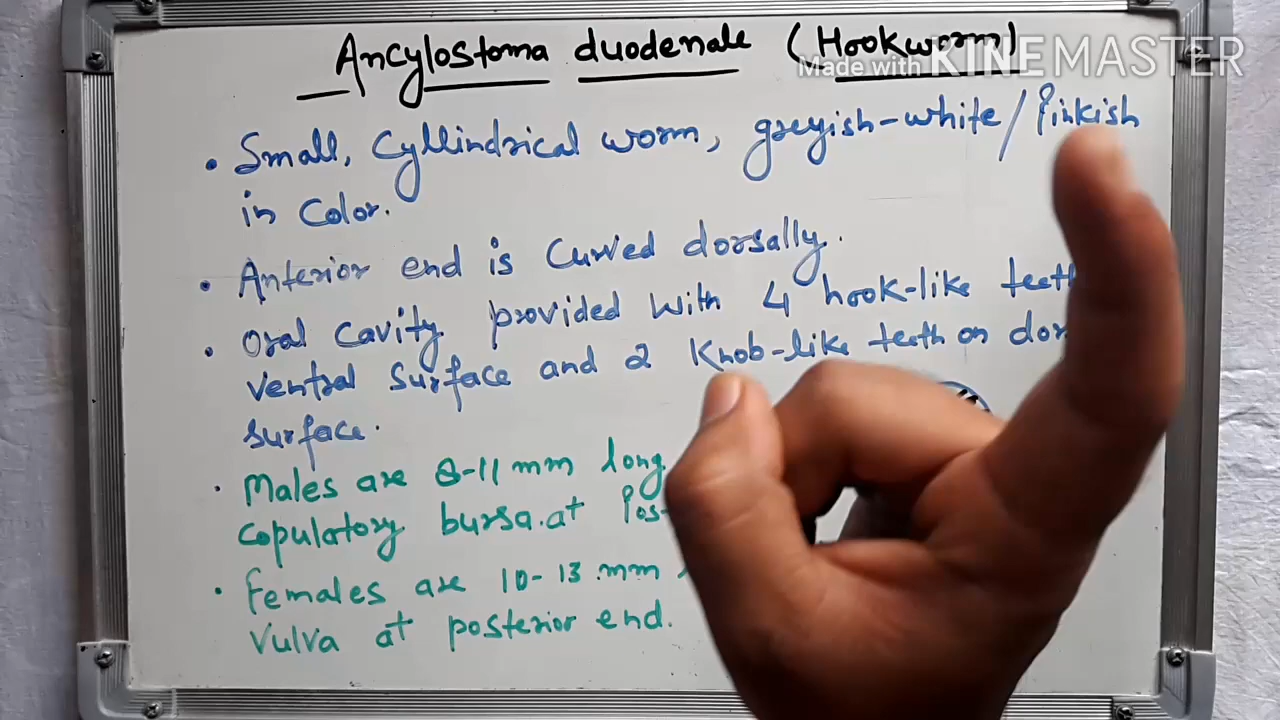 Ancylostoma duodenale (Hookworm)
Made with KINEMASTER
• Small, Cyllindrical worm, greyish-white / Pinkish
in Color.
• Anterior end is Curved dorsally.
• Oral Cavity provided with 4 hook-like teeth
ventral surface and 2 Knob-like teeth on
surface.
• Males are 8-11 mm long
copulatory bursa. at
• Females are 10-13 mm
vulva at posterior end.